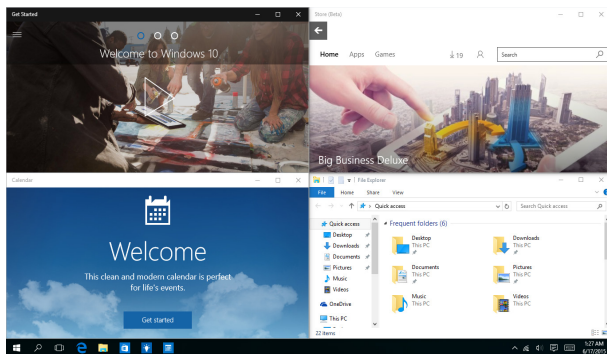 Get Started
Welcome to Windows 10
Store (Beta)
Home Apps Games
19
Search
Big Business Deluxe
Calendar
Welcome
This clean and modern calendar is perfect
for life's events.
Get started
File Explorer
File Home Share View
Quick access
Search Quick access
Quick access
Desktop
Downloads
Documents
Pictures
Music
Videos
OneDrive
This PC
Frequent folders (6)
Desktop
This PC
Downloads
This PC
Documents
This PC
Pictures
This PC
Music
This PC
Videos
This PC
22 items
1:27 AM
6/17/2015